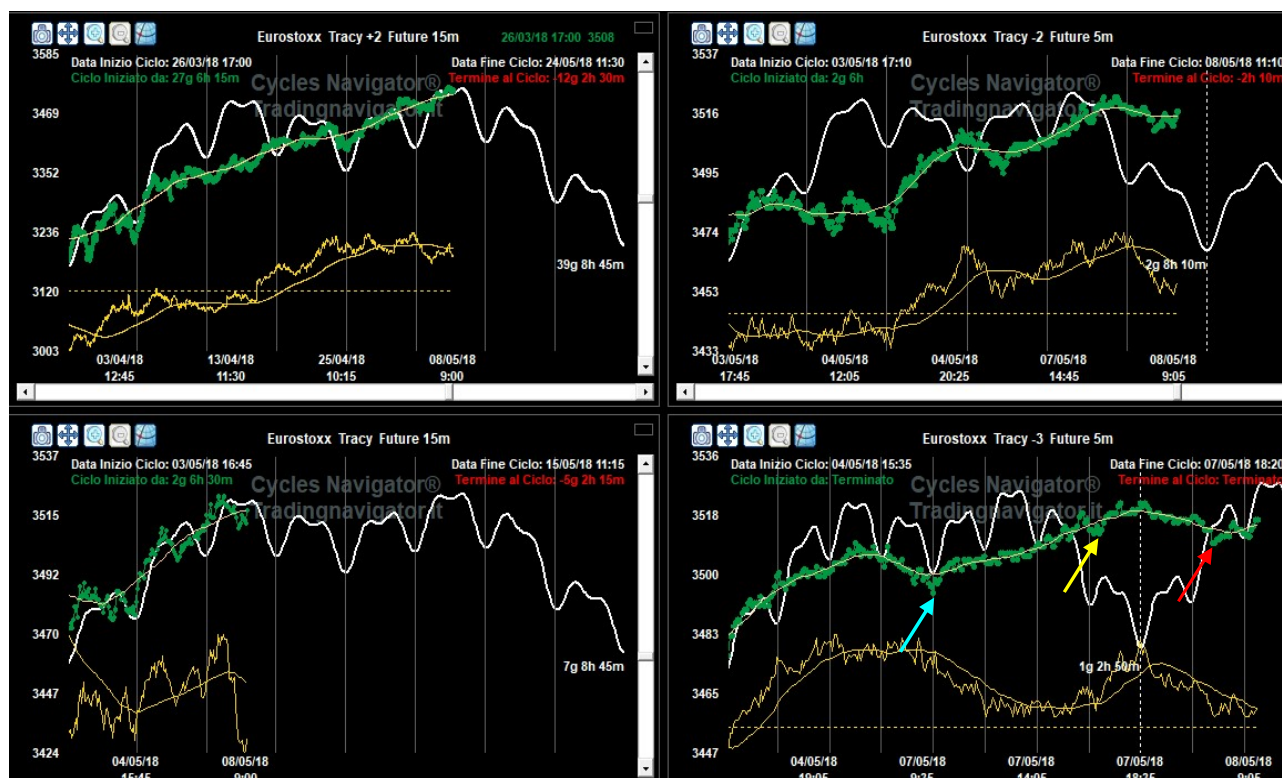 Eurostoxx Tracy +2 Future 15m 26/03/18 17:00 3508
Data Inizio Ciclo: 26/03/18 17:00 Data Fine Ciclo: 24/05/18 11:30
Ciclo Iniziato da: 27g 6h 15m Termine al Ciclo: -12g 2h 30m
Cycles Navigator®
Tradingnavigator.it
3585
3469
3352
3236
3120
3003
39g 8h 45m
03/04/18 13/04/18 25/04/18 08/05/18
12:45 11:30 10:15 9:00
Eurostoxx Tracy -2 Future 5m
Data Inizio Ciclo: 03/05/18 17:10 Data Fine Ciclo: 08/05/18 11:10
Ciclo Iniziato da: 2g 6h Termine al Ciclo: -2h 10m
Cycles Navigator®
Tradingnavigator.it
3537
3516
3495
3474
3453
3433
2g 8h 10m
03/05/18 04/05/18 04/05/18 07/05/18 08/05/18
17:45 12:05 20:25 14:45 9:05
Eurostoxx Tracy Future 15m
Data Inizio Ciclo: 03/05/18 16:45 Data Fine Ciclo: 15/05/18 11:15
Ciclo Iniziato da: 2g 6h 30m Termine al Ciclo: -5g 2h 15m
Cycles Navigator®
Tradingnavigator.it
3537
3515
3492
3470
3447
3424
7g 8h 45m
04/05/18 08/05/18
15:45 9:00
Eurostoxx Tracy -3 Future 5m
Data Inizio Ciclo: 04/05/18 15:35 Data Fine Ciclo: 07/05/18 18:20
Ciclo Iniziato da: Terminato Termine al Ciclo: Terminato
Cycles Navigator®
Tradingnavigator.it
3536
3518
3500
3483
3465
3447
1g 2h 50m
04/05/18 07/05/18 07/05/18 07/05/18 08/05/18
19:05 9:35 14:05 18:35 9:05